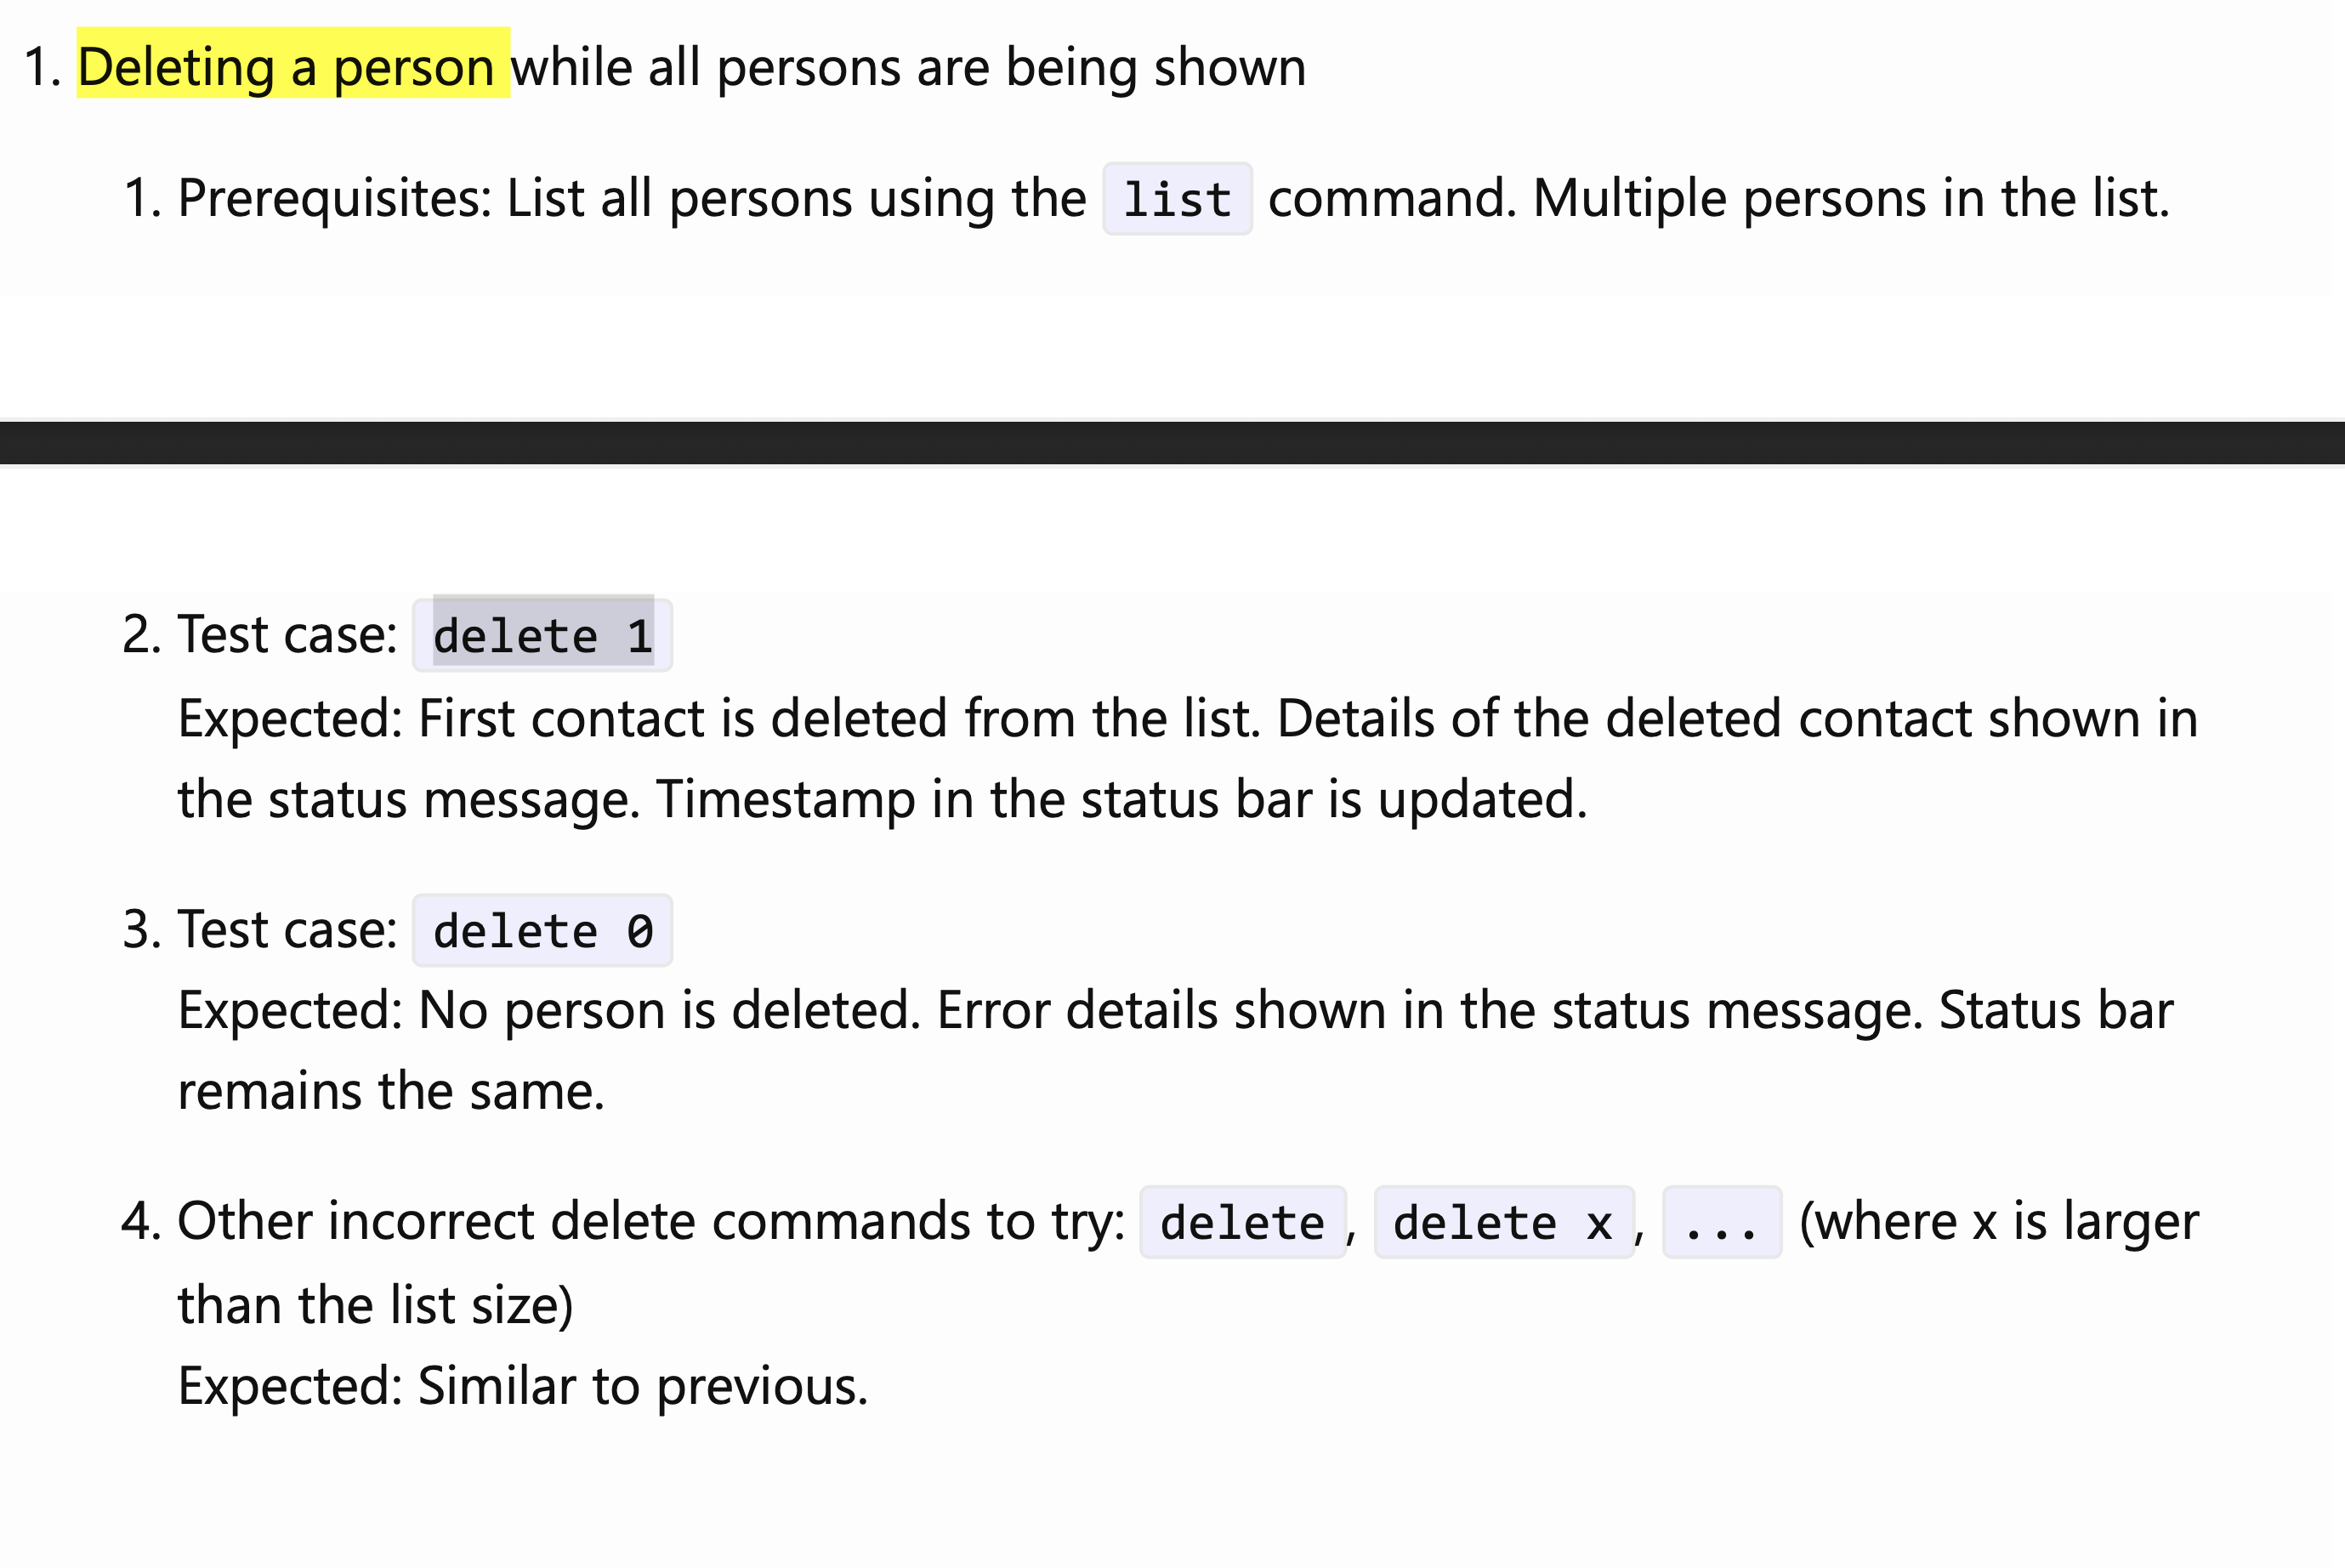 1. Deleting a person while all persons are being shown
1. Prerequisites: List all persons using the list command. Multiple persons in the list.
2. Test case: delete 1
Expected: First contact is deleted from the list. Details of the deleted contact shown in
the status message. Timestamp in the status bar is updated.
3. Test case: delete 0
Expected: No person is deleted. Error details shown in the status message. Status bar
remains the same.
4. Other incorrect delete commands to try: delete, delete x, ... (where x is larger
than the list size)
Expected: Similar to previous.